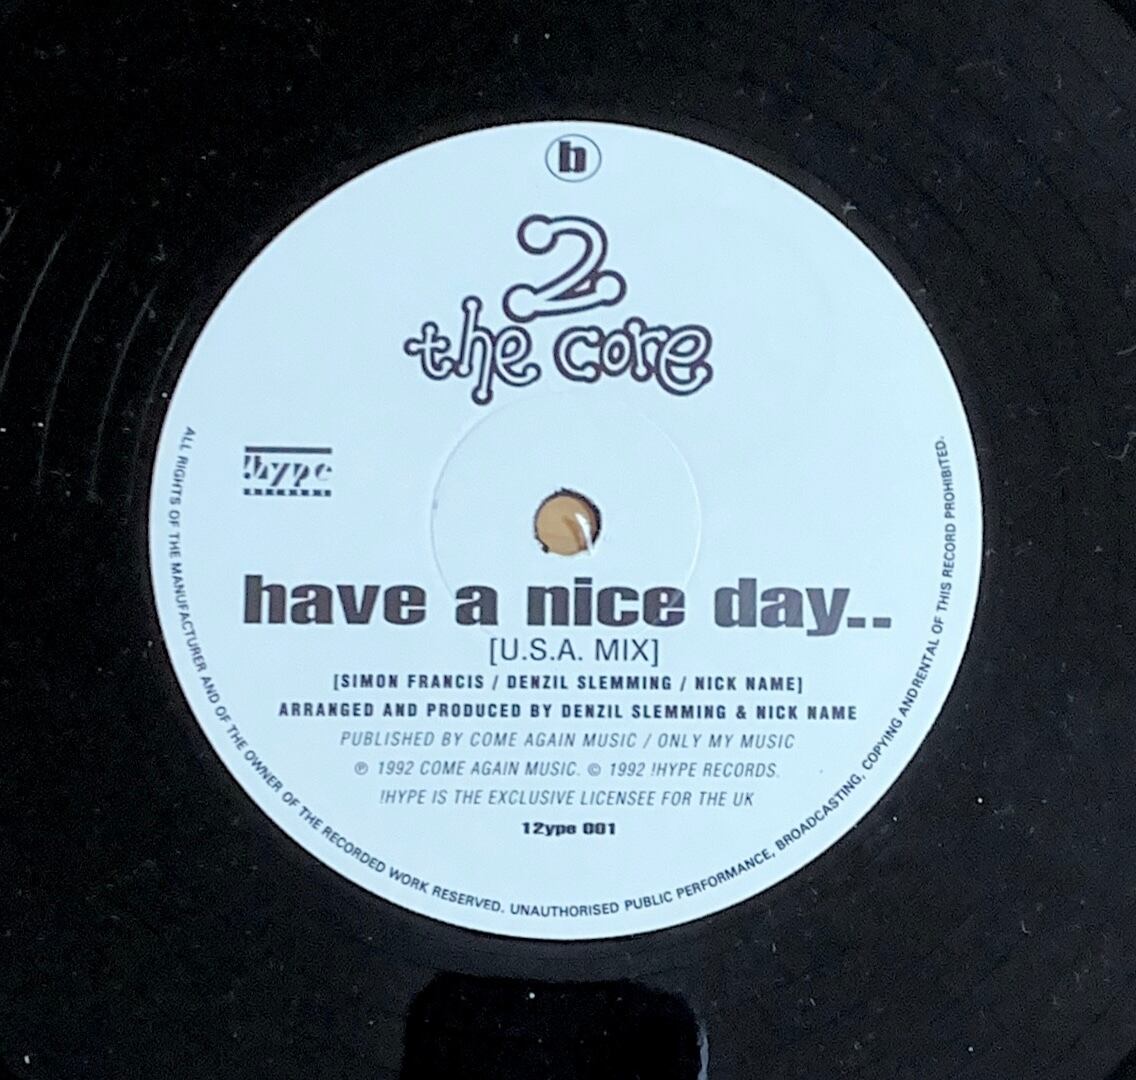 b
2
the core
!hype
have a nice day..
[U.S.A. MIX]
[SIMON FRANCIS / DENZIL SLEMMING / NICK NAME]
ARRANGED AND PRODUCED BY DENZIL SLEMMING & NICK NAME
PUBLISHED BY COME AGAIN MUSIC / ONLY MY MUSIC
℗ 1992 COME AGAIN MUSIC. © 1992 !HYPE RECORDS.
!HYPE IS THE EXCLUSIVE LICENSEE FOR THE UK
12ype 001
ALL RIGHTS OF THE MANUFACTURER AND OF THE OWNER OF THE RECORDED WORK RESERVED. UNAUTHORISED PUBLIC PERFORMANCE, BROADCASTING, COPYING AND RENTAL OF THIS RECORD PROHIBITED.